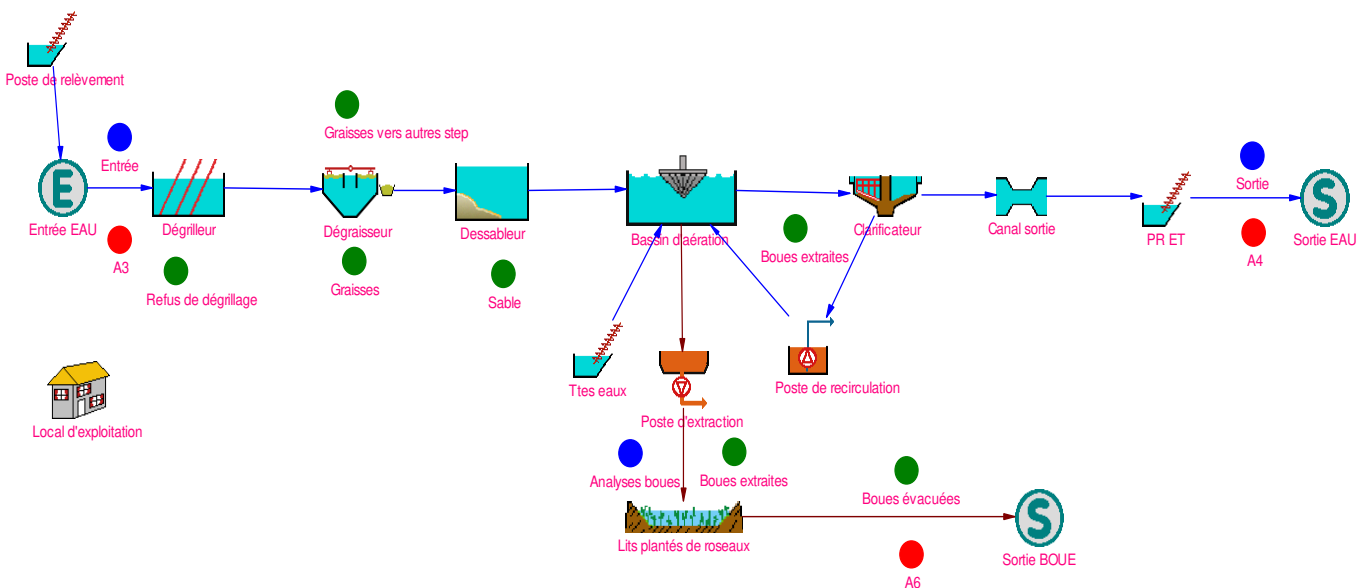 Poste de relèvement
Graisses vers autres step
Entrée
Sortie
E
S
Entrée EAU
Dégrilleur
Dégraisseur
Dessableur
Bassin d'aération
Clarificateur
Canal sortie
PR ET
Sortie EAU
Boues extraites
A3
A4
Refus de dégrillage
Graisses
Sable
Ttes eaux
Poste de recirculation
Poste d'extraction
Local d'exploitation
Analyses boues
Boues extraites
Boues évacuées
S
Lits plantés de roseaux
Sortie BOUE
A6